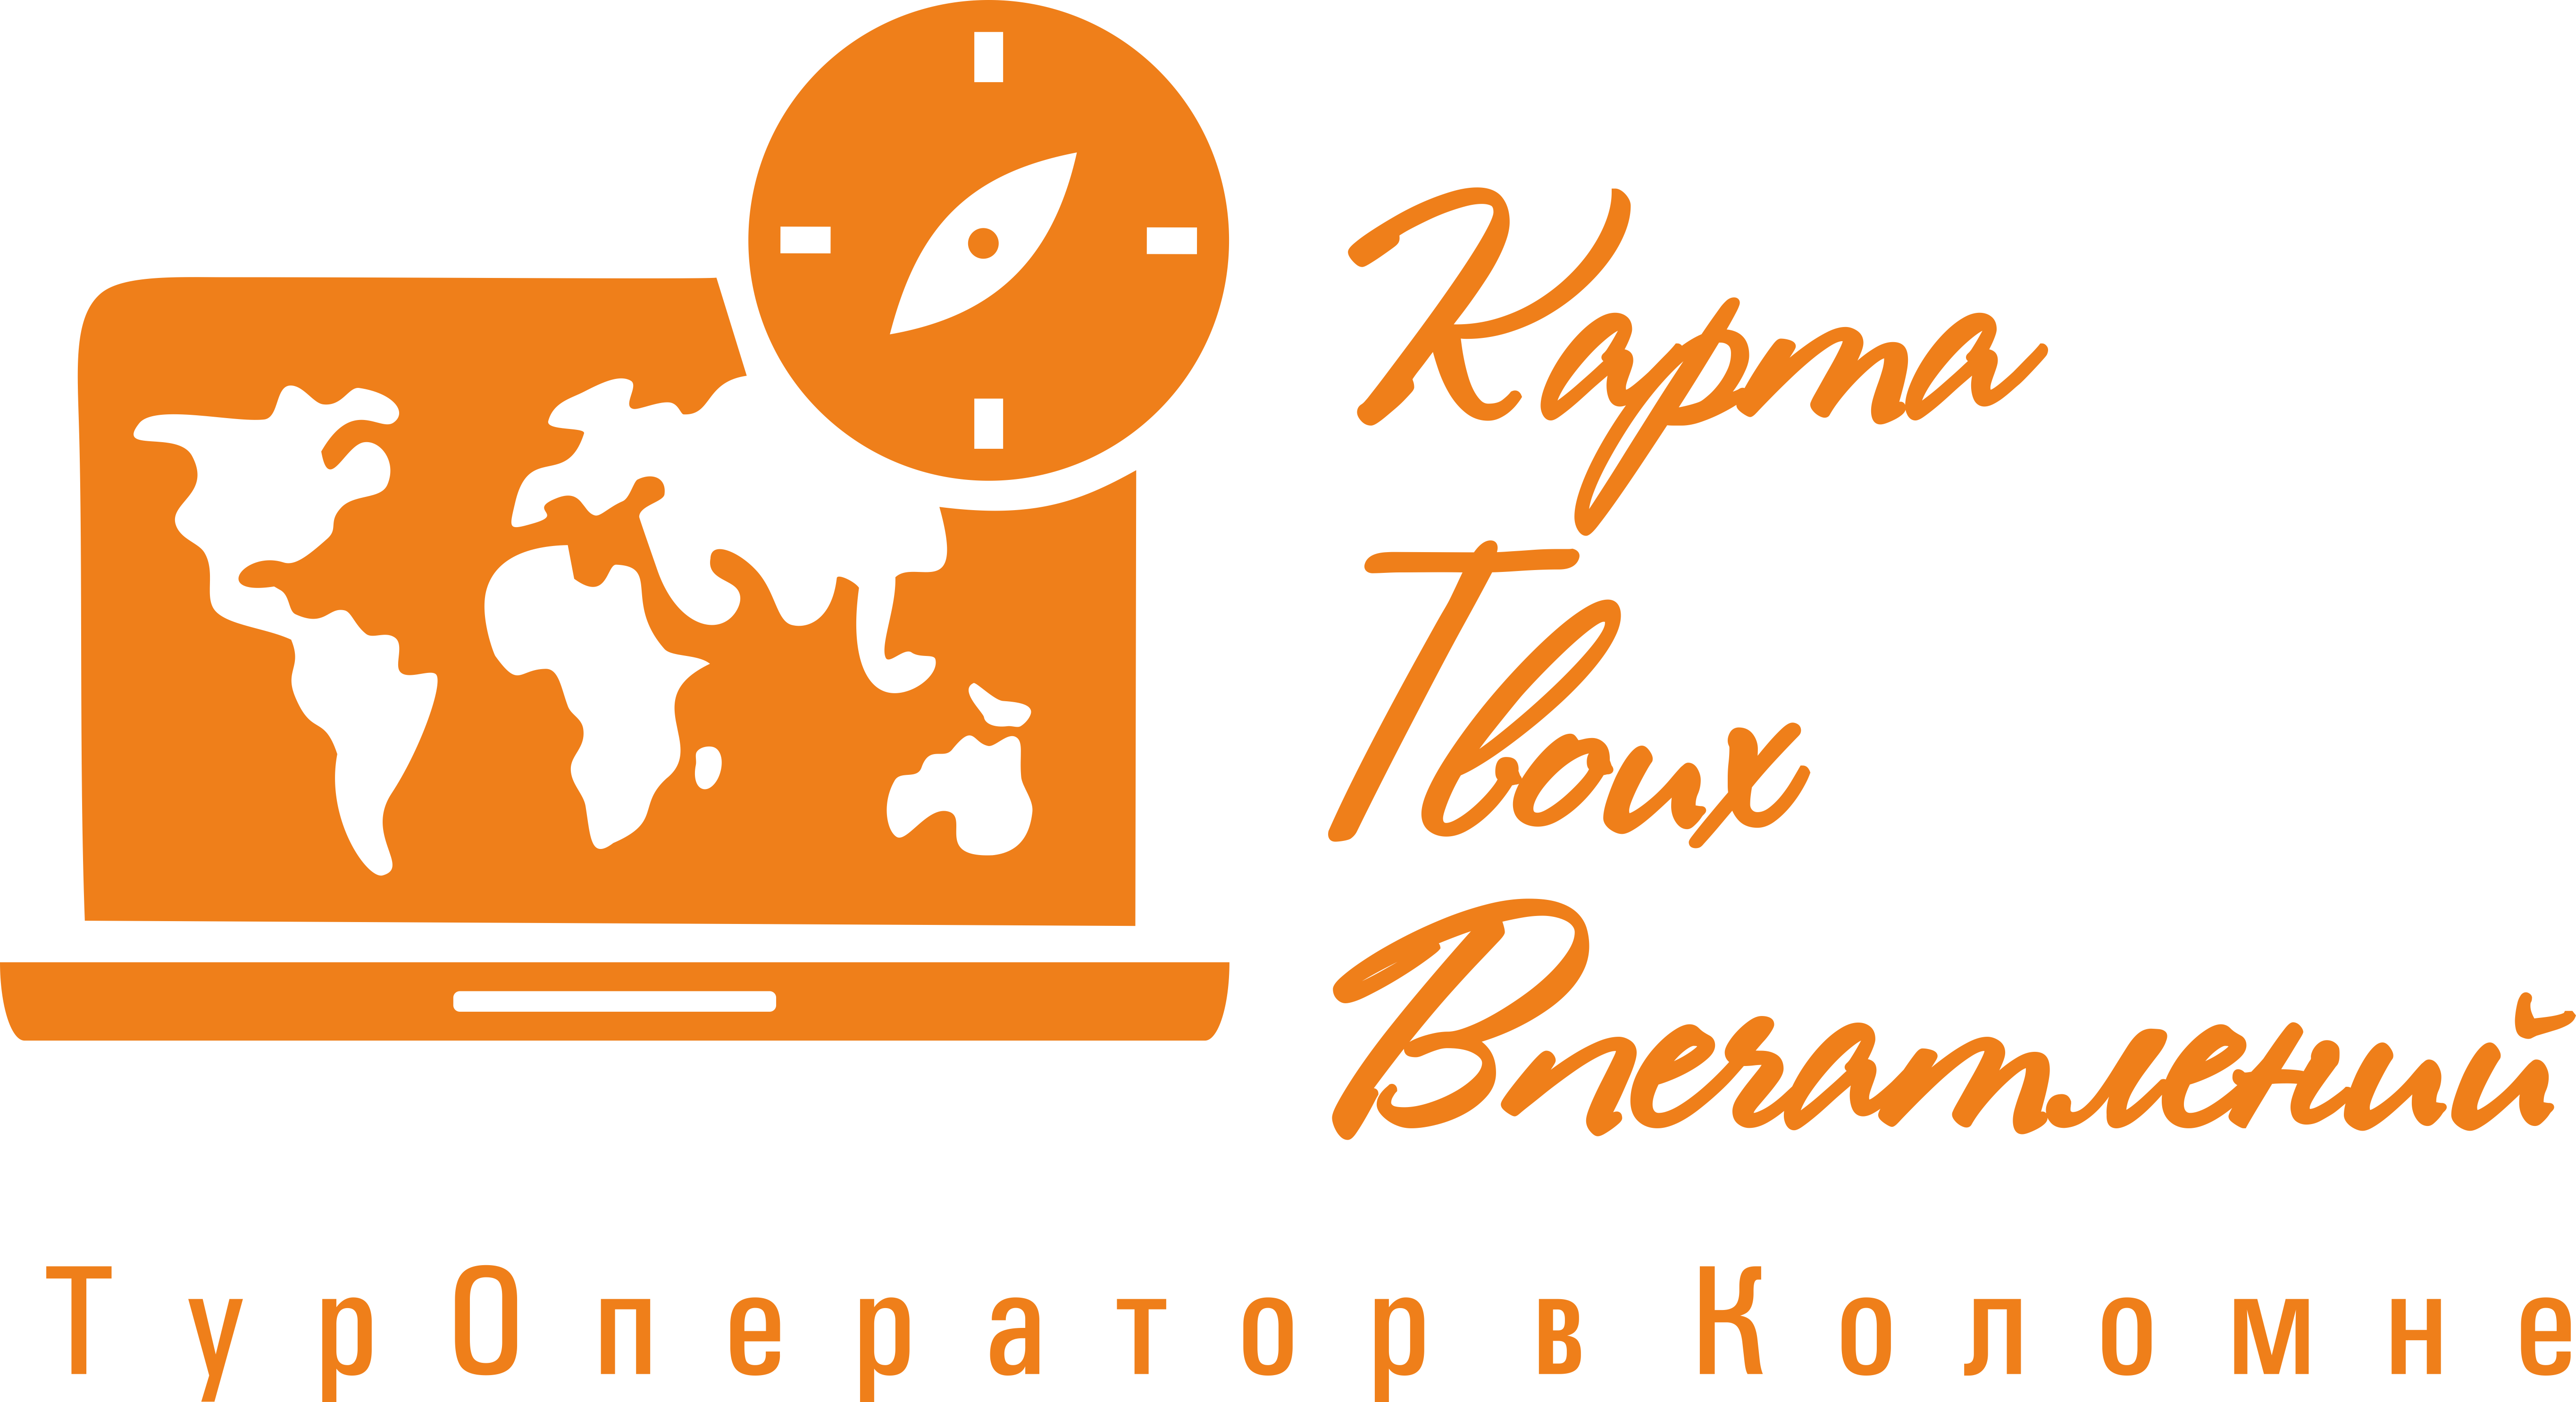 Карта
Твоих
Впечатлений
ТурОператор в Коломне